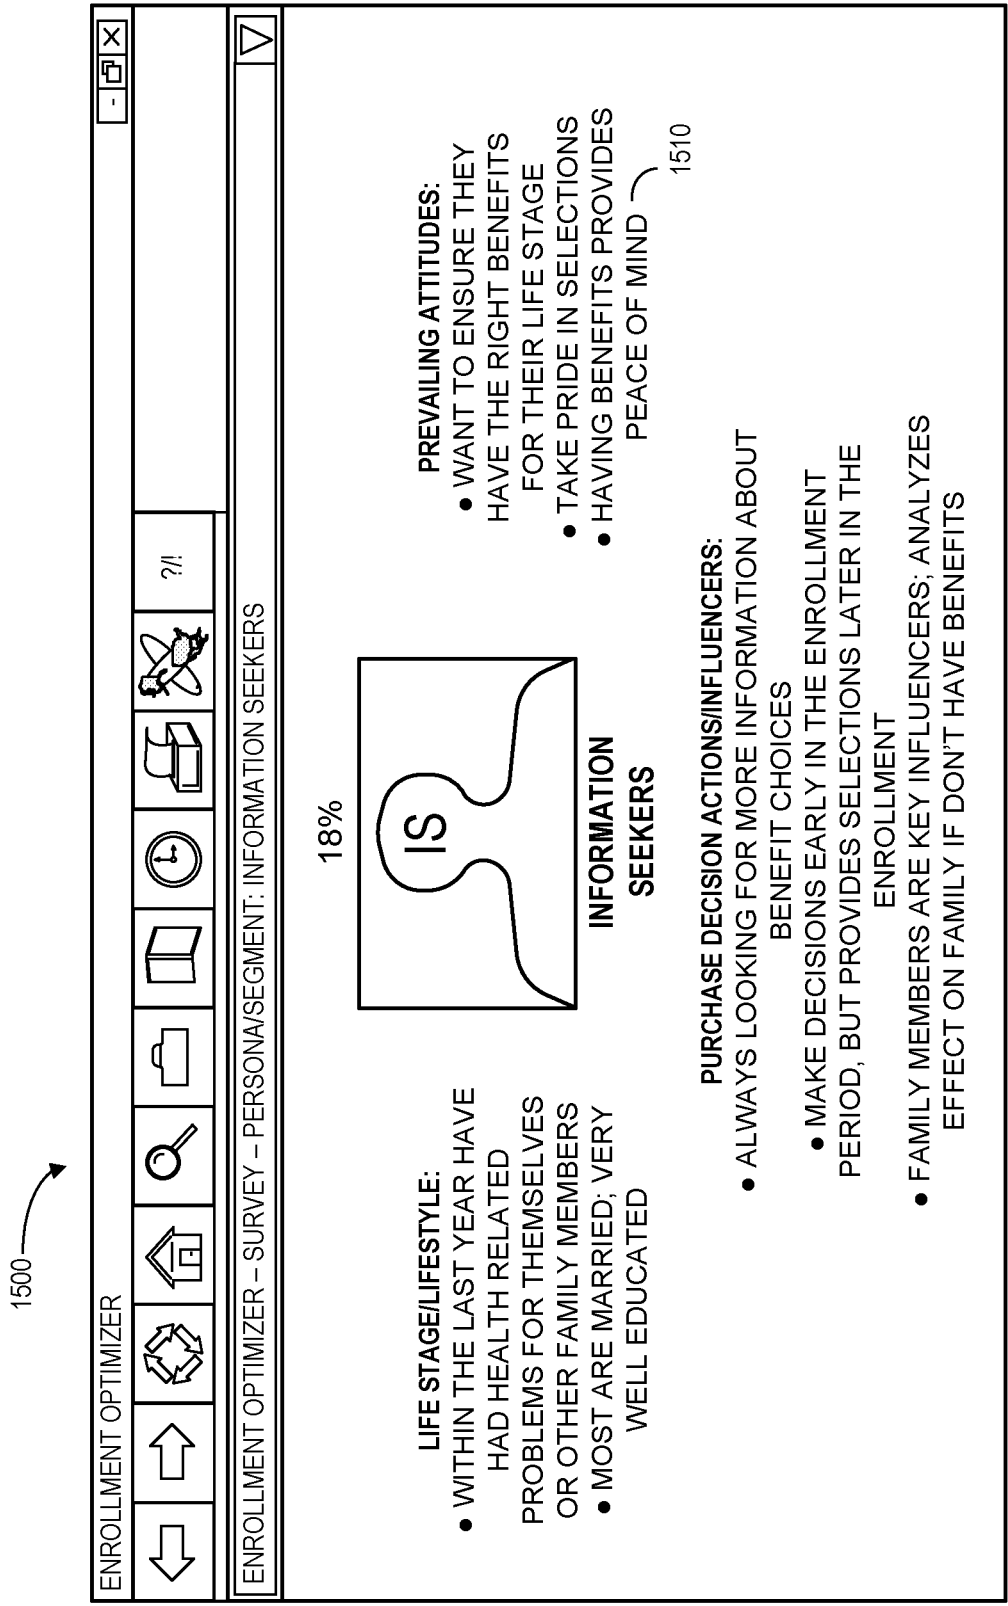 1500
ENROLLMENT OPTIMIZER
- X
?/!
ENROLLMENT OPTIMIZER – SURVEY – PERSONA/SEGMENT: INFORMATION SEEKERS
18%
IS
INFORMATION
SEEKERS
LIFE STAGE/LIFESTYLE:
• WITHIN THE LAST YEAR HAVE
HAD HEALTH RELATED
PROBLEMS FOR THEMSELVES
OR OTHER FAMILY MEMBERS
• MOST ARE MARRIED; VERY
WELL EDUCATED
PREVAILING ATTITUDES:
• WANT TO ENSURE THEY
HAVE THE RIGHT BENEFITS
FOR THEIR LIFE STAGE
• TAKE PRIDE IN SELECTIONS
• HAVING BENEFITS PROVIDES
PEACE OF MIND
1510
PURCHASE DECISION ACTIONS/INFLUENCERS:
• ALWAYS LOOKING FOR MORE INFORMATION ABOUT
BENEFIT CHOICES
• MAKE DECISIONS EARLY IN THE ENROLLMENT
PERIOD, BUT PROVIDES SELECTIONS LATER IN THE
ENROLLMENT
• FAMILY MEMBERS ARE KEY INFLUENCERS; ANALYZES
EFFECT ON FAMILY IF DON'T HAVE BENEFITS